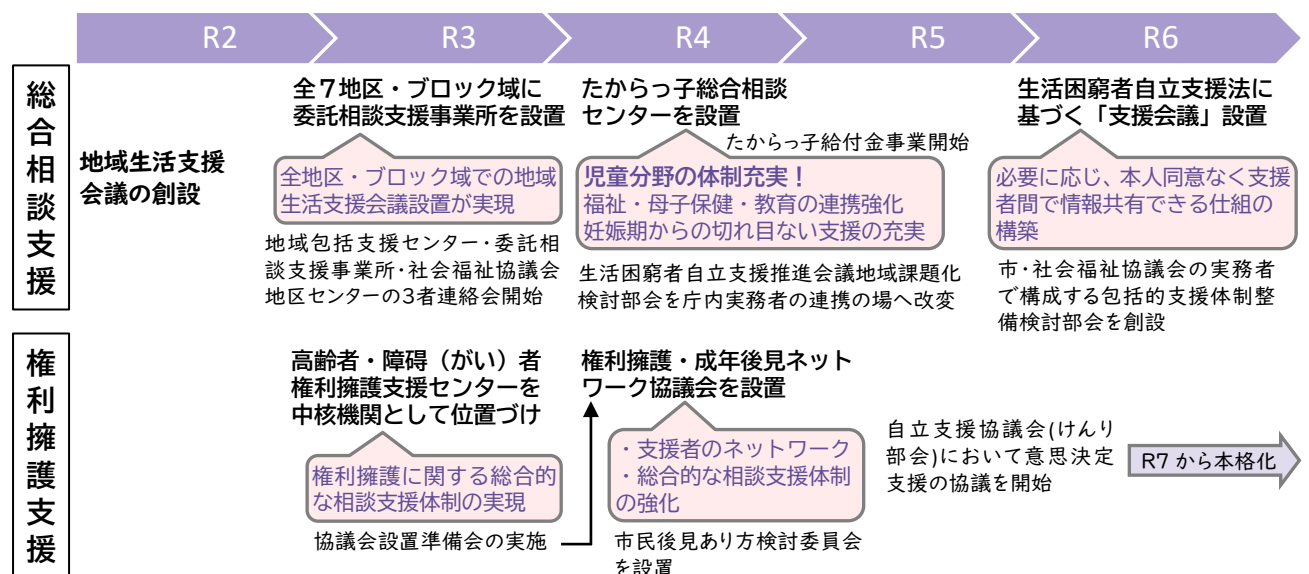 R2
R3
R4
R5
R6
総合相談支援
地域生活支援
会議の創設
全７地区・ブロック域に
委託相談支援事業所を設置
全地区・ブロック域での地域
生活支援会議設置が実現
地域包括支援センター・委託相
談支援事業所・社会福祉協議会
地区センターの3者連絡会開始
たからっ子総合相談
センターを設置
たからっ子給付金事業開始
児童分野の体制充実！
福祉・母子保健・教育の連携強化
妊娠期からの切れ目ない支援の充実
生活困窮者自立支援推進会議地域課題化
検討部会を庁内実務者の連携の場へ改変
生活困窮者自立支援法に
基づく「支援会議」設置
必要に応じ、本人同意なく支援
者間で情報共有できる仕組の
構築
市・社会福祉協議会の実務者
で構成する包括的支援体制整
備検討部会を創設
権利擁護支援
高齢者・障碍（がい）者
権利擁護支援センターを
中核機関として位置づけ
権利擁護に関する総合的
な相談支援体制の実現
協議会設置準備会の実施
権利擁護・成年後見ネット
ワーク協議会を設置
・支援者のネットワーク
・総合的な相談支援体制
の強化
市民後見あり方検討委員会
を設置
自立支援協議会(けんり
部会)において意思決定
支援の協議を開始
R7 から本格化